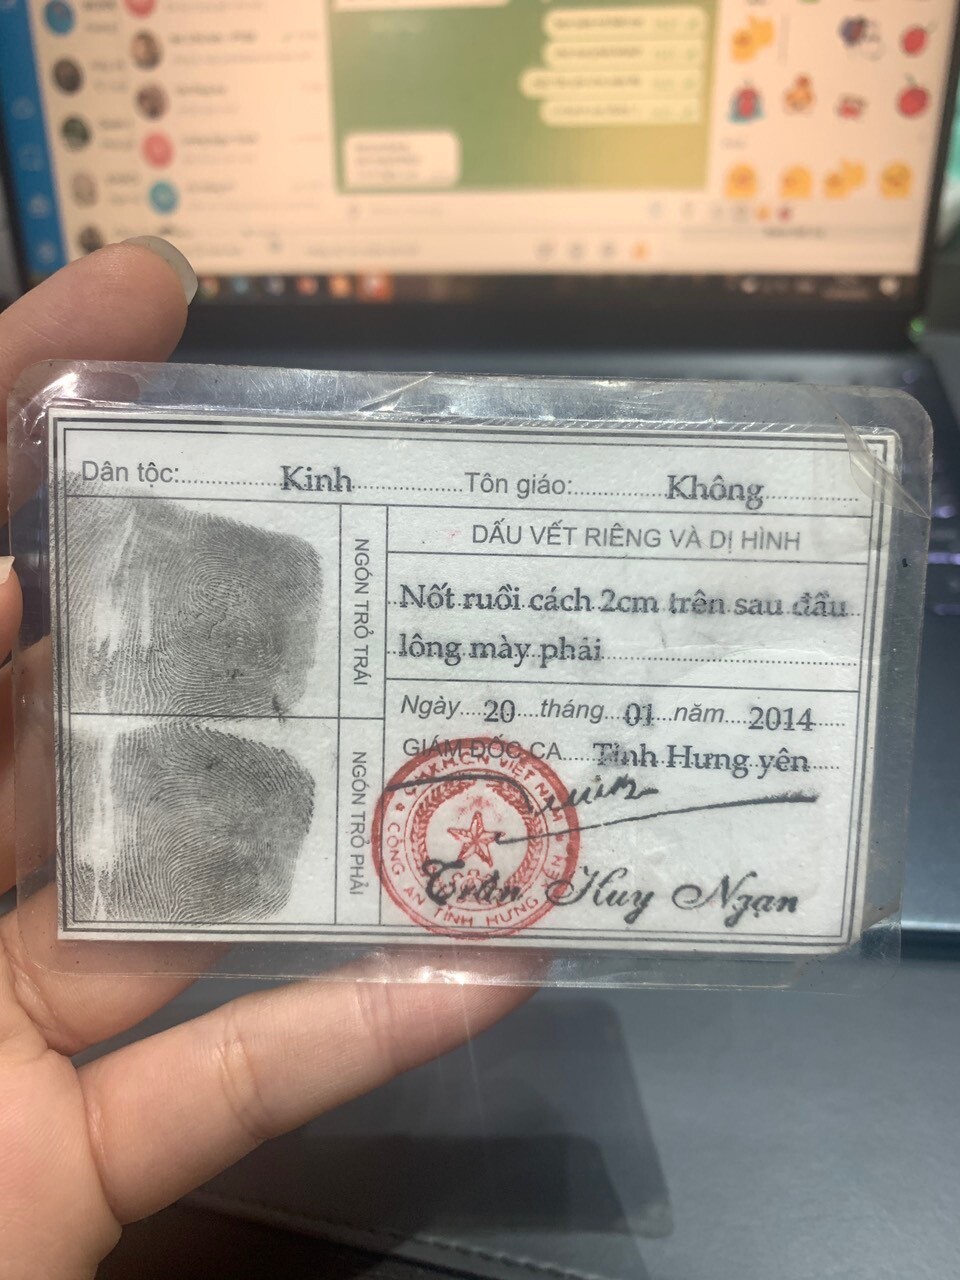 Dân tộc: Kinh Tôn giáo: Không
NGÓN TRỎ TRÁI
NGÓN TRỎ PHẢI
DẤU VẾT RIÊNG VÀ DỊ HÌNH
Nốt ruồi cách 2cm trên sau đầu
lông mày phải
Ngày 20 tháng 01 năm 2014
GIÁM ĐỐC CA Tỉnh Hưng yên
C.H.X.H.C.N VIỆT NAM
CÔNG AN TỈNH HƯNG YÊN
Trần Huy Ngạn